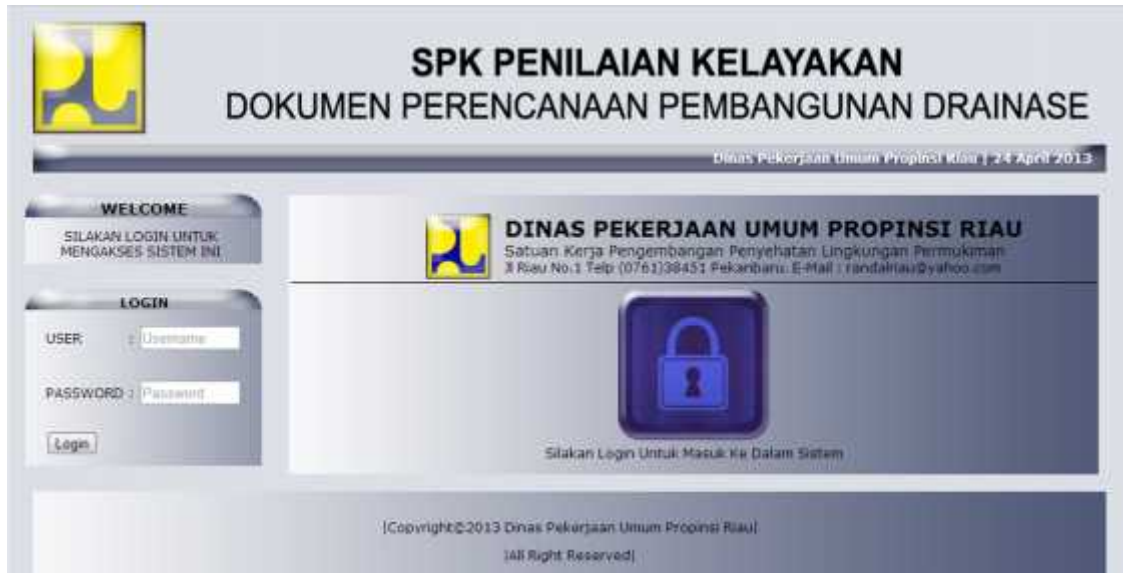 SPK PENILAIAN KELAYAKAN
DOKUMEN PERENCANAAN PEMBANGUNAN DRAINASE
Dinas Pekerjaan Umum Propinsi Riau | 24 April 2013
WELCOME
SILAKAN LOGIN UNTUK
MENGAKSES SISTEM INI
LOGIN
USER : Username
PASSWORD : Password
Login
DINAS PEKERJAAN UMUM PROPINSI RIAU
Satuan Kerja Pengembangan Penyehatan Lingkungan Permukiman
Jl Riau No.1 Telp (0761)38451 Pekanbaru. E-Mail : randalriau@yahoo.com
Silakan Login Untuk Masuk Ke Dalam Sistem
|Copyright©2013 Dinas Pekerjaan Umum Propinsi Riau|
|All Right Reserved|